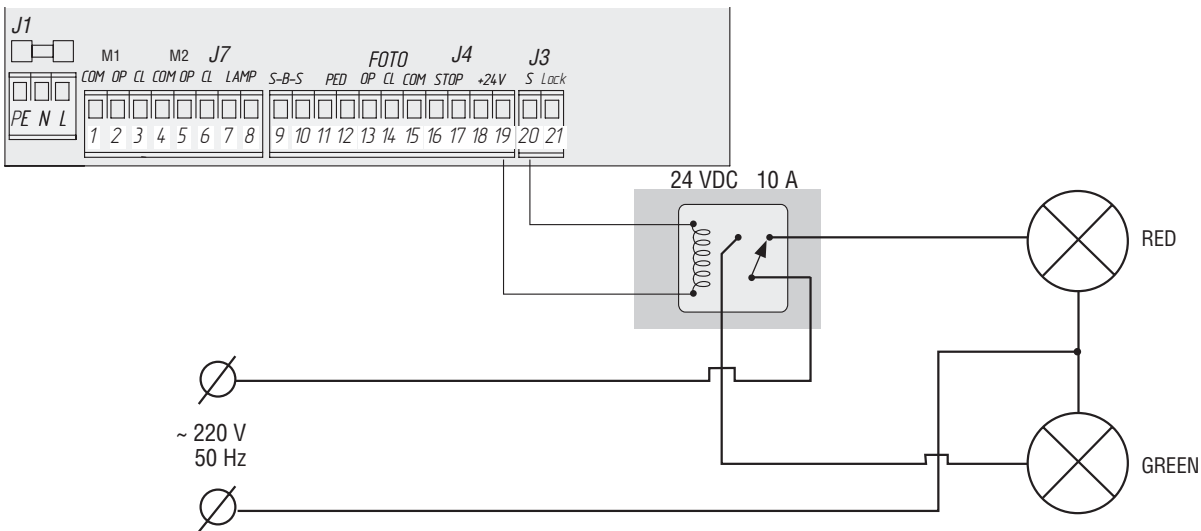 J1
M1 M2 J7 FOTO J4 J3
COM OP CL COM OP CL LAMP S-B-S PED OP CL COM STOP +24V S Lock
PE N L
1 2 3 4 5 6 7 8 9 10 11 12 13 14 15 16 17 18 19 20 21
24 VDC 10 A
RED
~ 220 V
50 Hz
GREEN